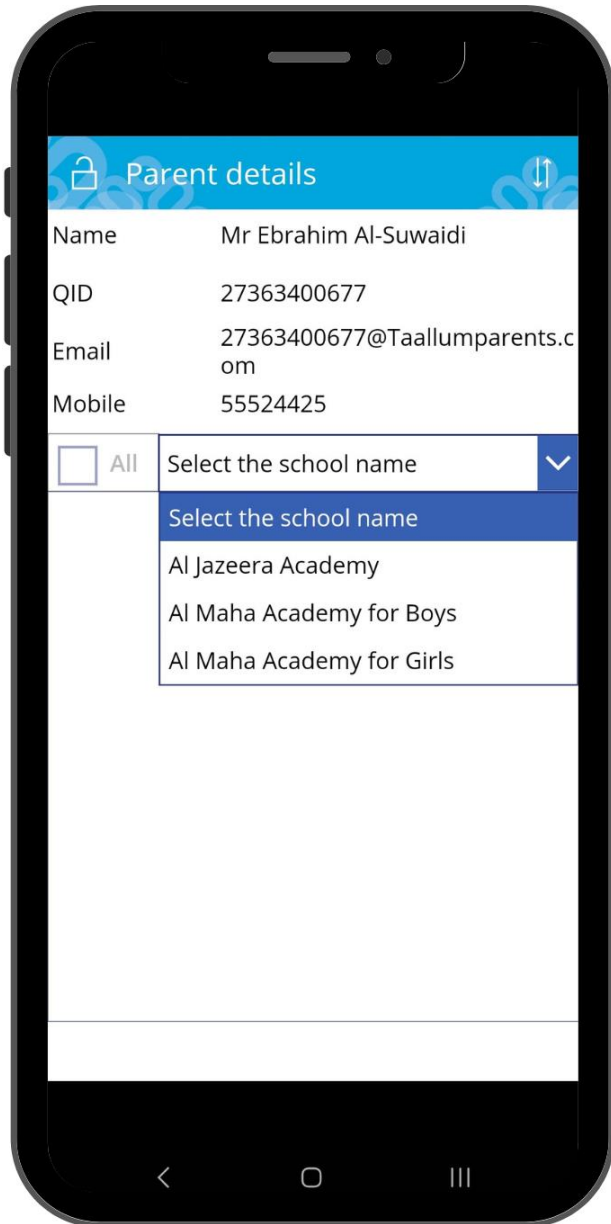 Parent details
Name Mr Ebrahim Al-Suwaidi
QID 27363400677
Email 27363400677@Taallumparents.c
om
Mobile 55524425
All Select the school name
Select the school name
Al Jazeera Academy
Al Maha Academy for Boys
Al Maha Academy for Girls